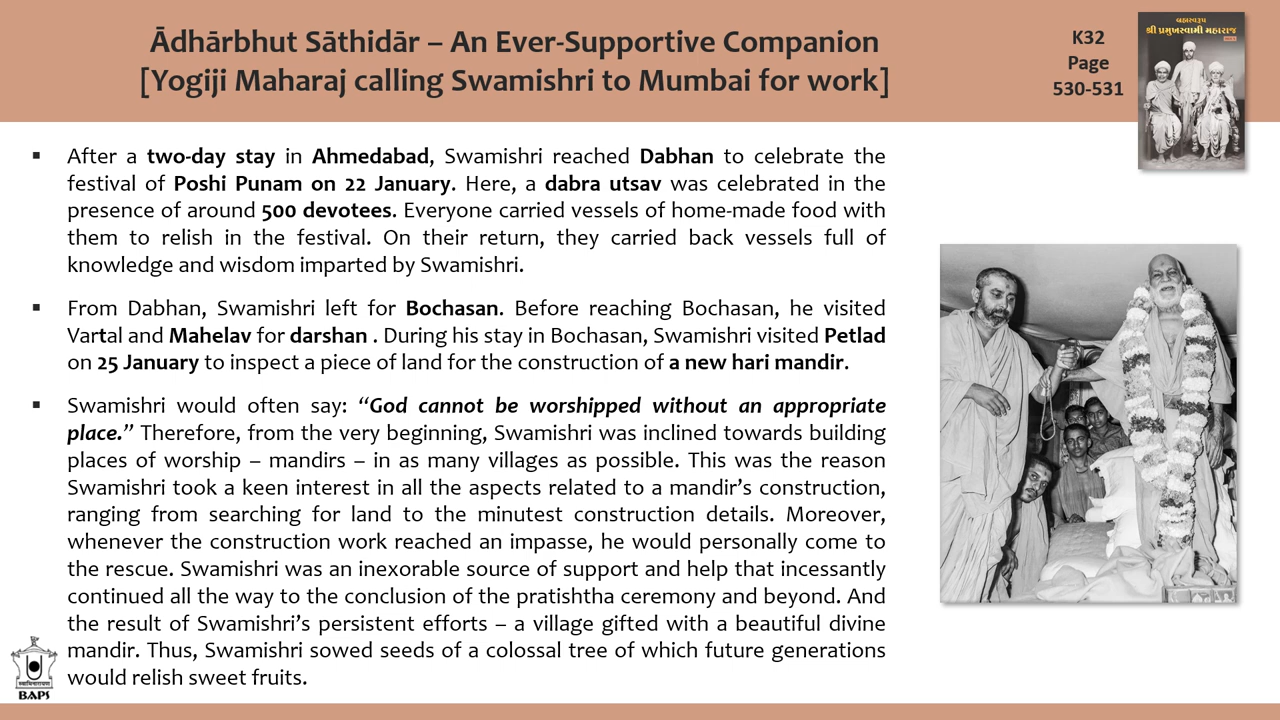 Ādhārbhut Sāthidār – An Ever-Supportive Companion
[Yogiji Maharaj calling Swamishri to Mumbai for work]
K32
Page
530-531
બ્રહ્મસ્વરૂપ
શ્રી પ્રમુખસ્વામી મહારાજ
▪ After a two-day stay in Ahmedabad, Swamishri reached Dabhan to celebrate the
festival of Poshi Punam on 22 January. Here, a dabra utsav was celebrated in the
presence of around 500 devotees. Everyone carried vessels of home-made food with
them to relish in the festival. On their return, they carried back vessels full of
knowledge and wisdom imparted by Swamishri.
▪ From Dabhan, Swamishri left for Bochasan. Before reaching Bochasan, he visited
Vartal and Mahelav for darshan . During his stay in Bochasan, Swamishri visited Petlad
on 25 January to inspect a piece of land for the construction of a new hari mandir.
▪ Swamishri would often say: “God cannot be worshipped without an appropriate
place.” Therefore, from the very beginning, Swamishri was inclined towards building
places of worship – mandirs – in as many villages as possible. This was the reason
Swamishri took a keen interest in all the aspects related to a mandir’s construction,
ranging from searching for land to the minutest construction details. Moreover,
whenever the construction work reached an impasse, he would personally come to
the rescue. Swamishri was an inexorable source of support and help that incessantly
continued all the way to the conclusion of the pratishtha ceremony and beyond. And
the result of Swamishri’s persistent efforts – a village gifted with a beautiful divine
mandir. Thus, Swamishri sowed seeds of a colossal tree of which future generations
would relish sweet fruits.
BAPS